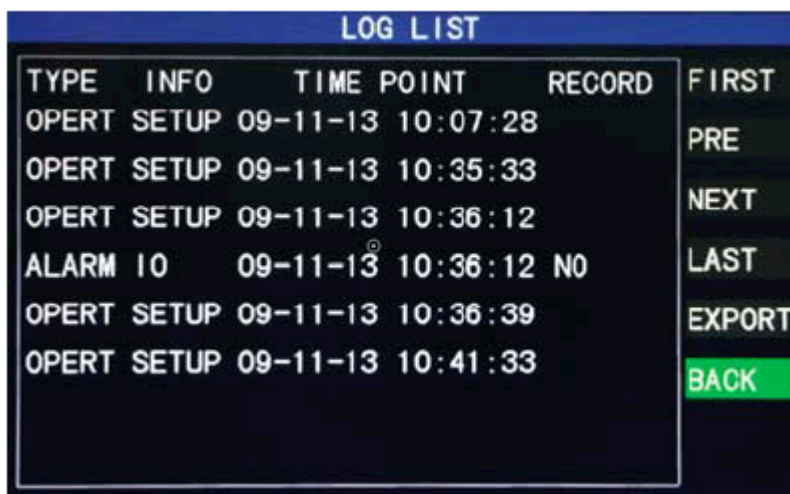 LOG LIST
TYPE INFO TIME POINT RECORD
OPERT SETUP 09-11-13 10:07:28
OPERT SETUP 09-11-13 10:35:33
OPERT SETUP 09-11-13 10:36:12
ALARM IO 09-11-13 10:36:12 NO
OPERT SETUP 09-11-13 10:36:39
OPERT SETUP 09-11-13 10:41:33
FIRST
PRE
NEXT
LAST
EXPORT
BACK